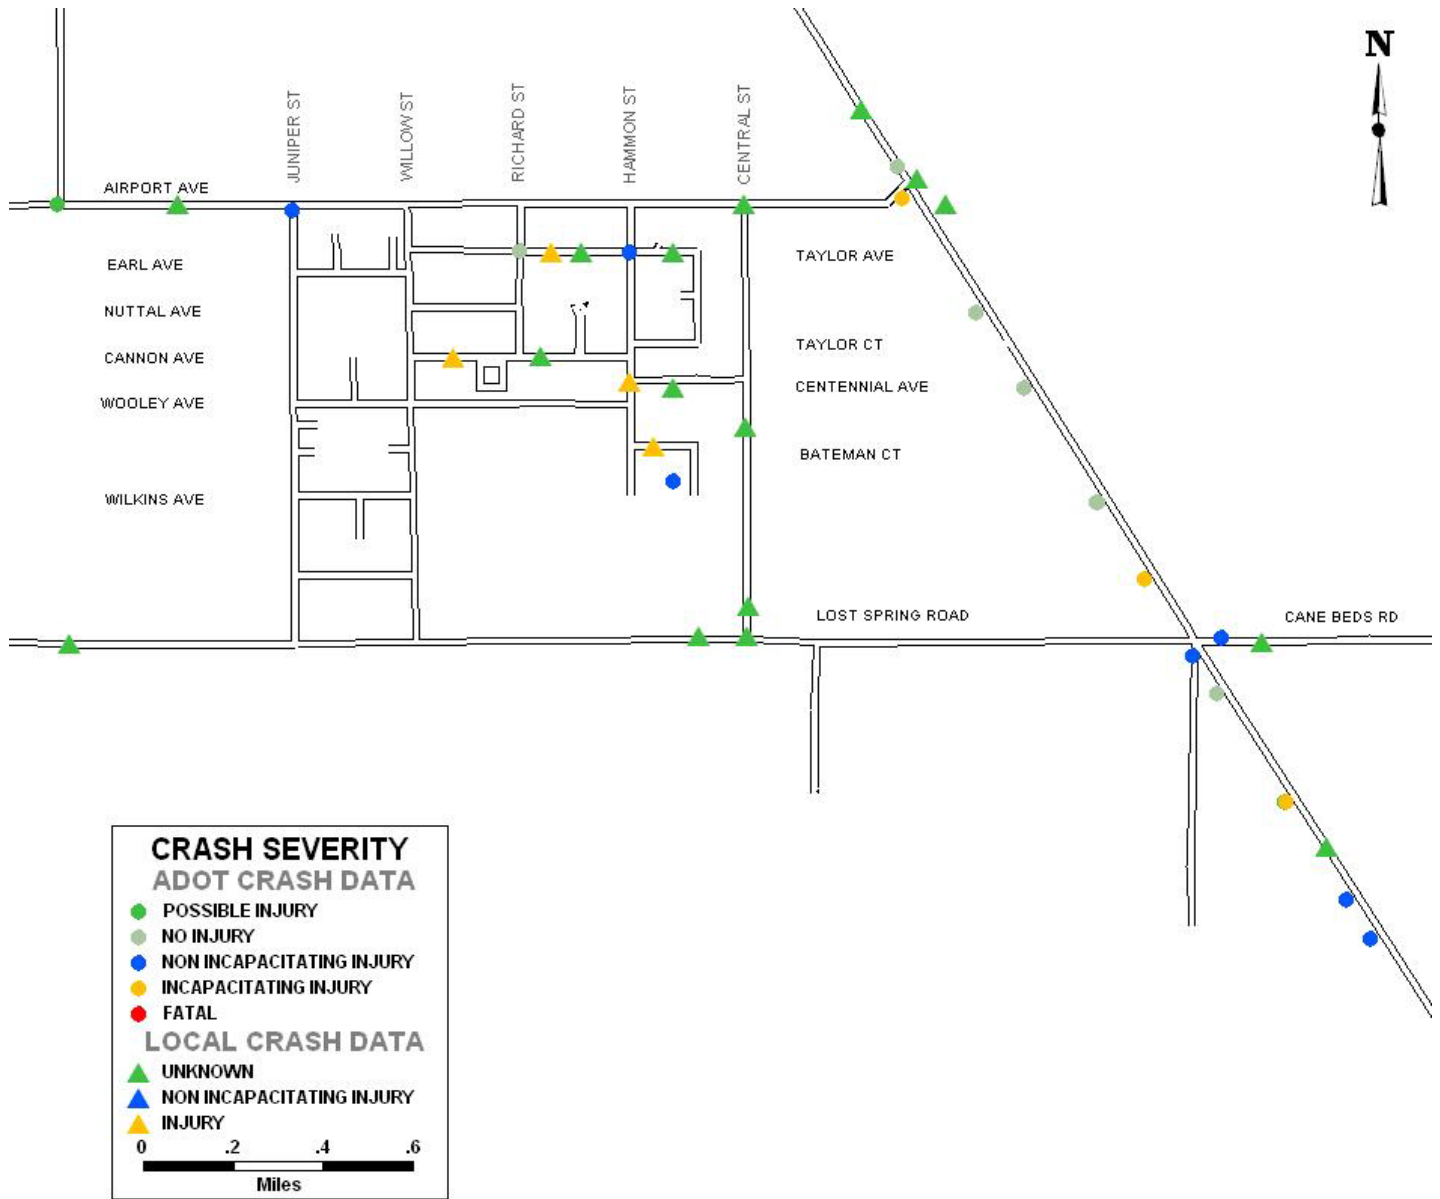 N
JUNIPER ST
WILLOW ST
RICHARD ST
HAMMON ST
CENTRAL ST
AIRPORT AVE
EARL AVE
TAYLOR AVE
NUTTAL AVE
TAYLOR CT
CANNON AVE
CENTENNIAL AVE
WOOLEY AVE
BATEMAN CT
WILKINS AVE
LOST SPRING ROAD
CANE BEDS RD
CRASH SEVERITY
ADOT CRASH DATA
POSSIBLE INJURY
NO INJURY
NON INCAPACITATING INJURY
INCAPACITATING INJURY
FATAL
LOCAL CRASH DATA
UNKNOWN
NON INCAPACITATING INJURY
INJURY
0 .2 .4 .6
Miles